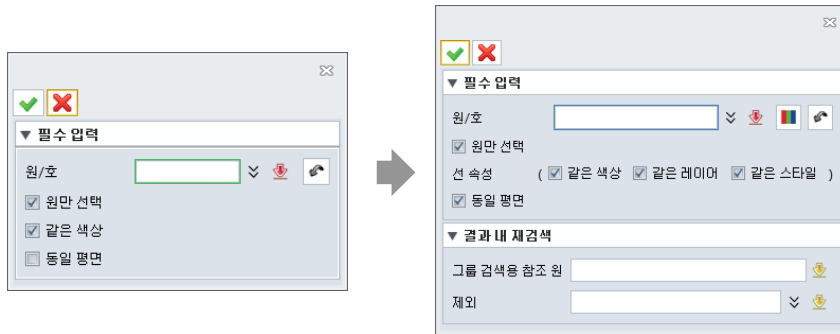 ▼ 필수 입력
원/호
원만 선택
같은 색상
동일 평면
▼ 필수 입력
원/호
원만 선택
선 속성 ( 같은 색상 같은 레이어 같은 스타일 )
동일 평면
▼ 결과 내 재검색
그룹 검색용 참조 원
제외